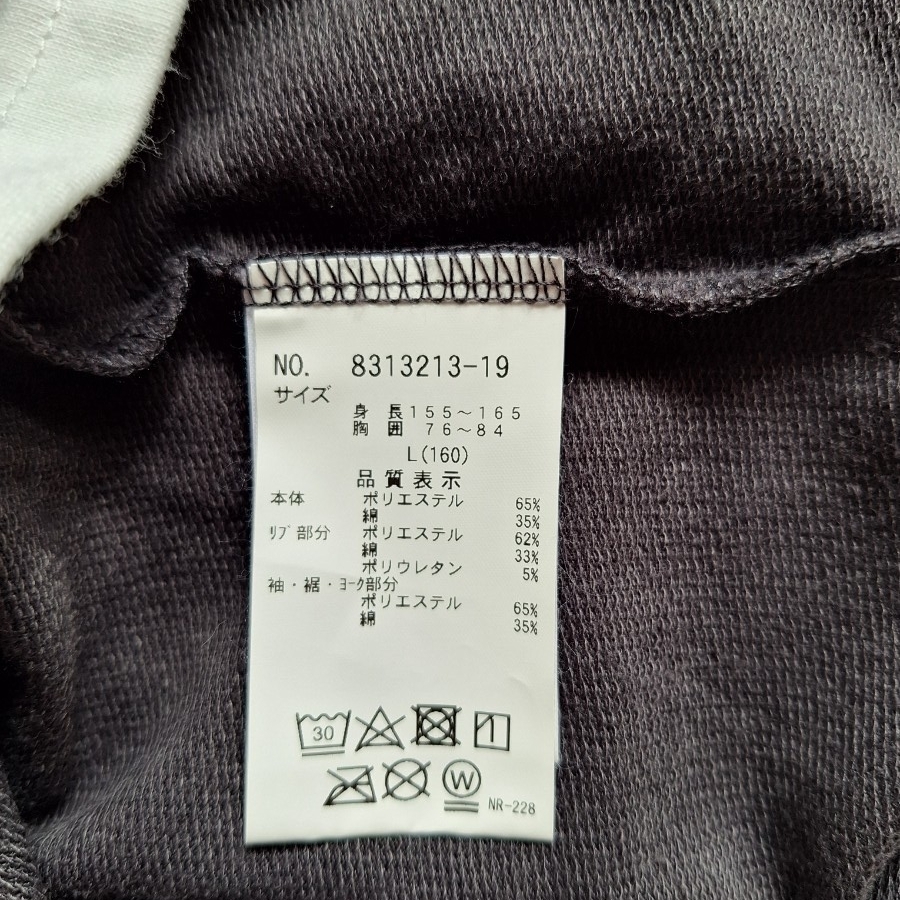 NO. 8313213-19
サイズ
身 長 155～165
胸 囲 76～84
L(160)
品質表示
本体 ポリエステル 65%
綿 35%
ﾘﾌﾞ部分 ポリエステル 62%
綿 33%
ポリウレタン 5%
袖・裾・ﾖｰｸ部分
ポリエステル 65%
綿 35%
30
W
NR-228